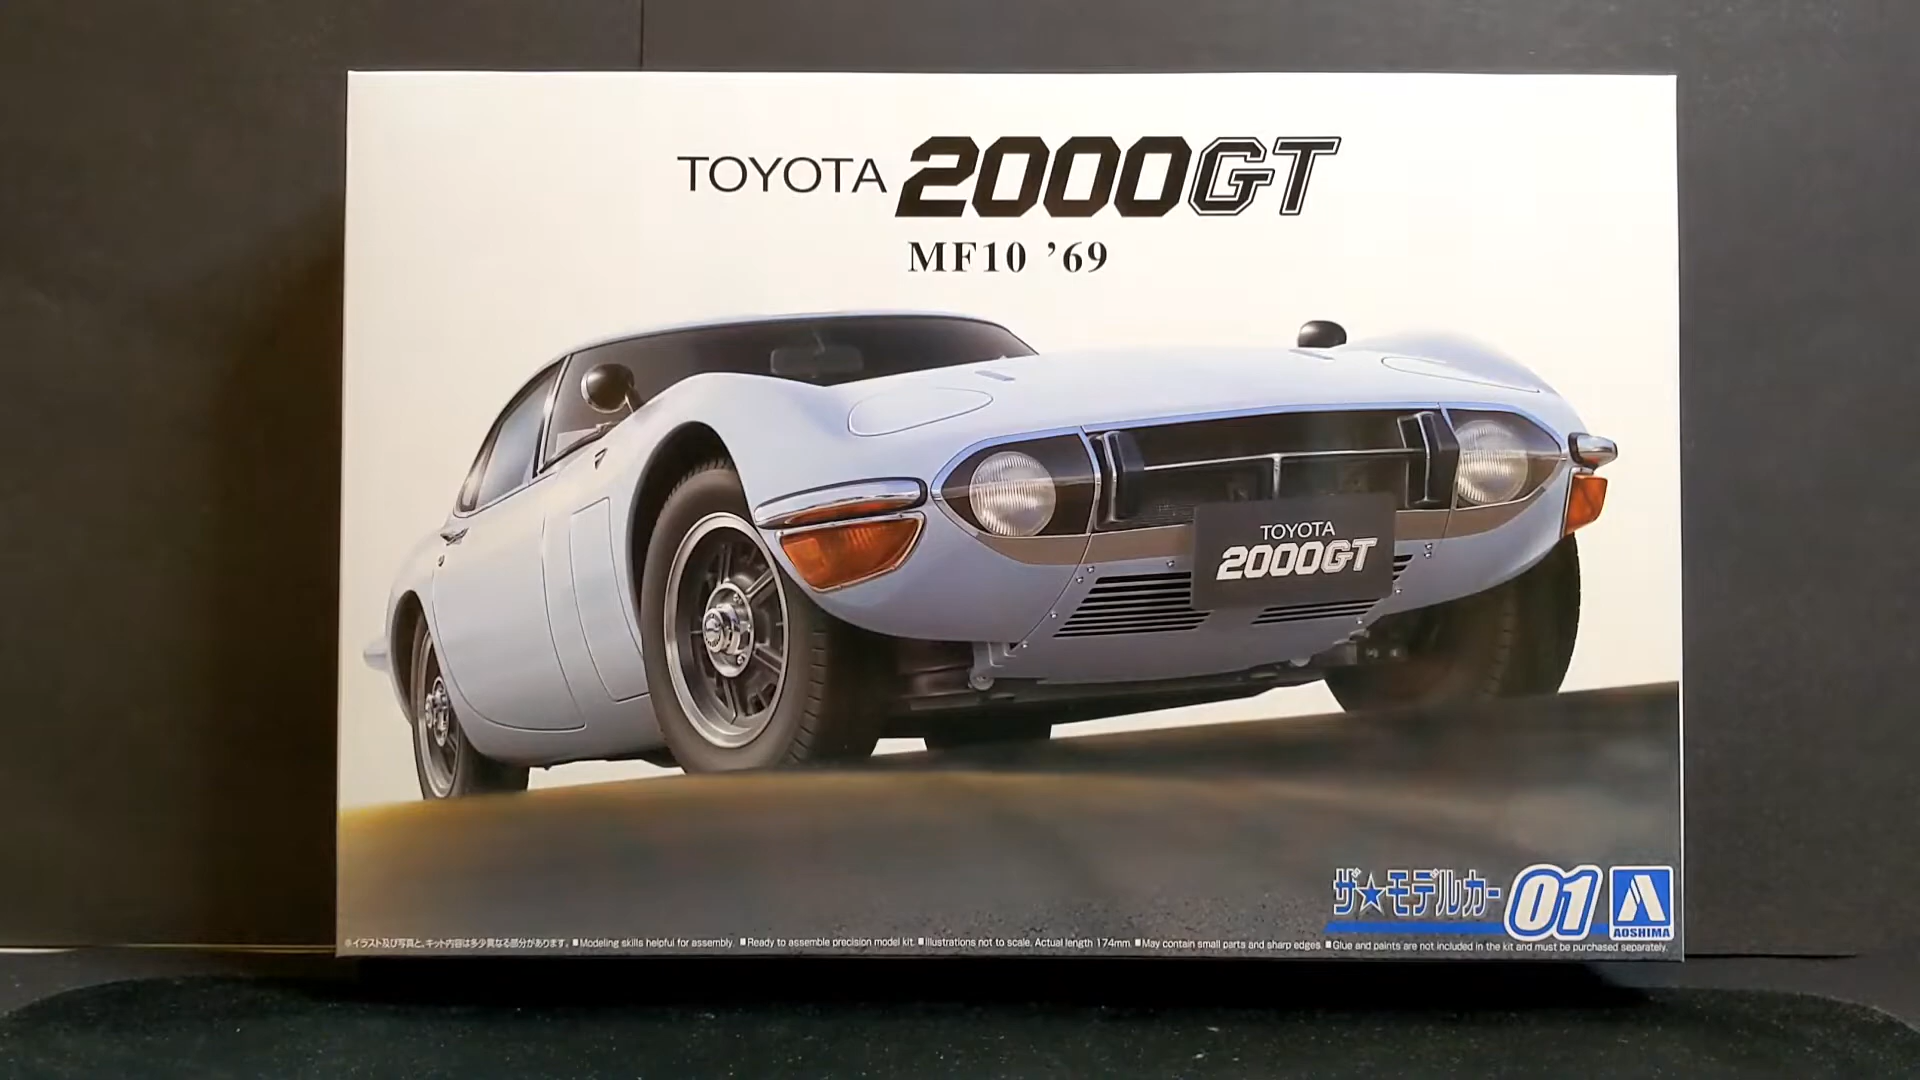 TOYOTA 2000GT
MF10 ’69
TOYOTA
2000GT
ザ★モデルカー 01
AOSHIMA
※イラスト及び写真と、キット内容は多少異なる部分があります。 ■Modeling skills helpful for assembly. ■Ready to assemble precision model kit. ■Illustrations not to scale. Actual length 174mm. ■May contain small parts and sharp edges. ■Glue and paints are not included in the kit and must be purchased separately.